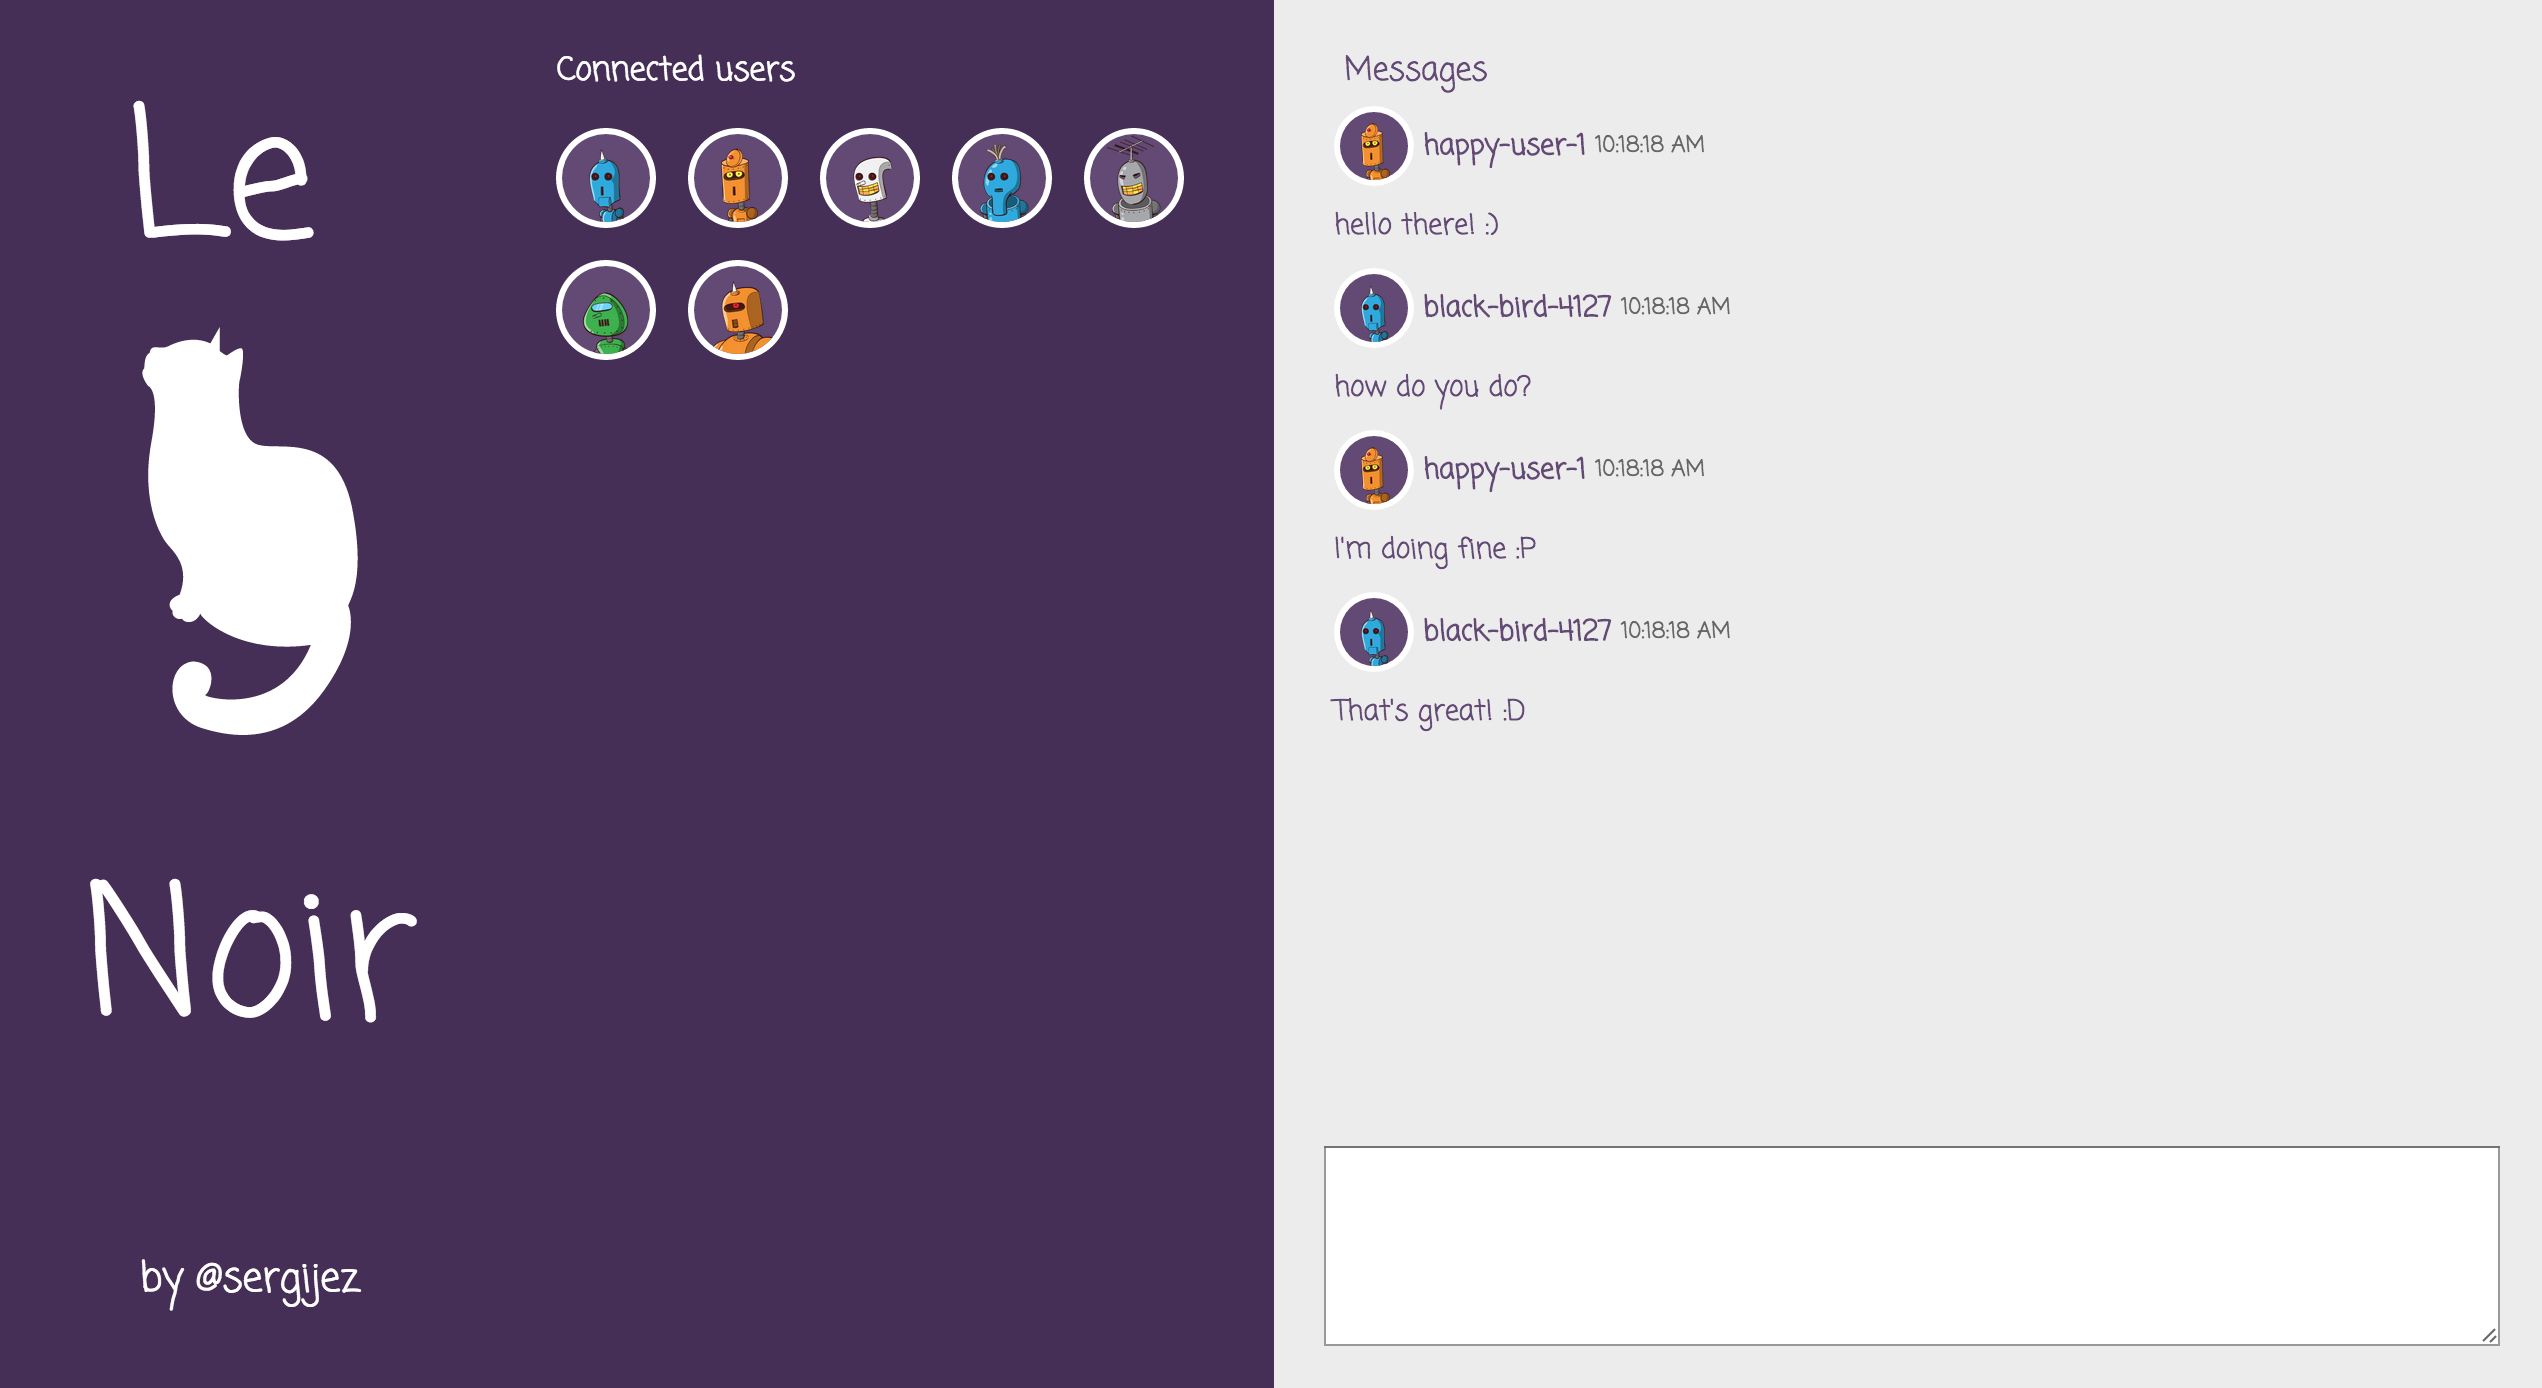 Le
Noir
by @sergijez
Connected users
Messages
happy-user-1 10:18:18 AM
hello there! :)
black-bird-4127 10:18:18 AM
how do you do?
happy-user-1 10:18:18 AM
I'm doing fine :P
black-bird-4127 10:18:18 AM
That's great! :D